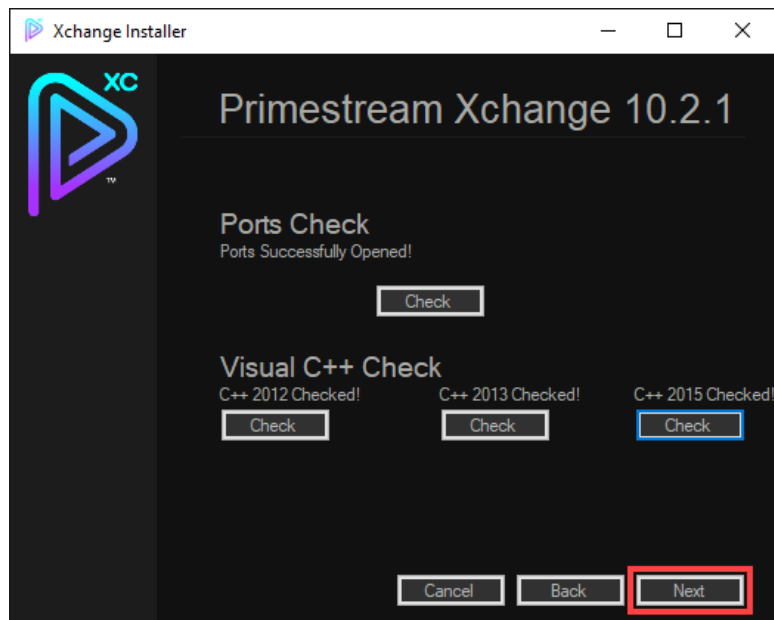 Xchange Installer
XC
TM
Primestream Xchange 10.2.1
Ports Check
Ports Successfully Opened!
Check
Visual C++ Check
C++ 2012 Checked! C++ 2013 Checked! C++ 2015 Checked!
Check Check Check
Cancel Back Next